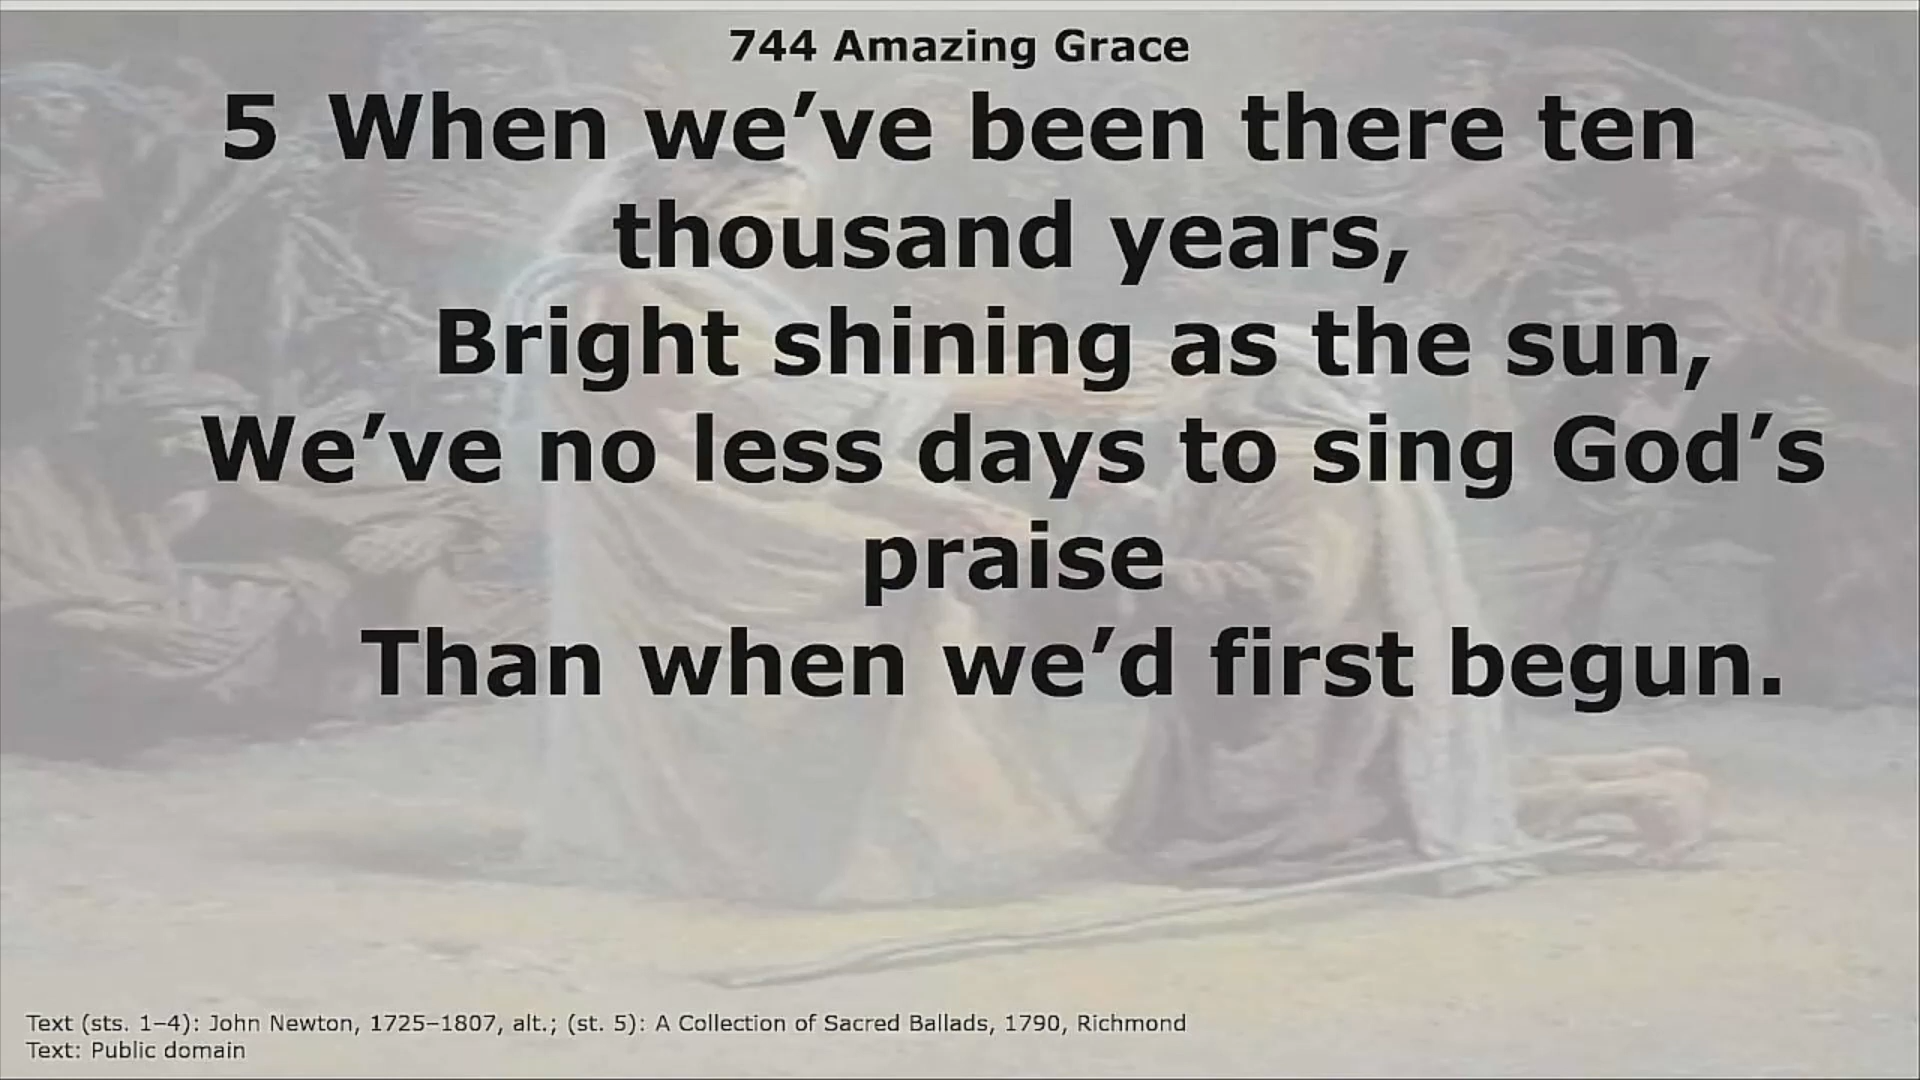 744 Amazing Grace
5 When we’ve been there ten
thousand years,
Bright shining as the sun,
We’ve no less days to sing God’s
praise
Than when we’d first begun.
Text (sts. 1–4): John Newton, 1725–1807, alt.; (st. 5): A Collection of Sacred Ballads, 1790, Richmond
Text: Public domain